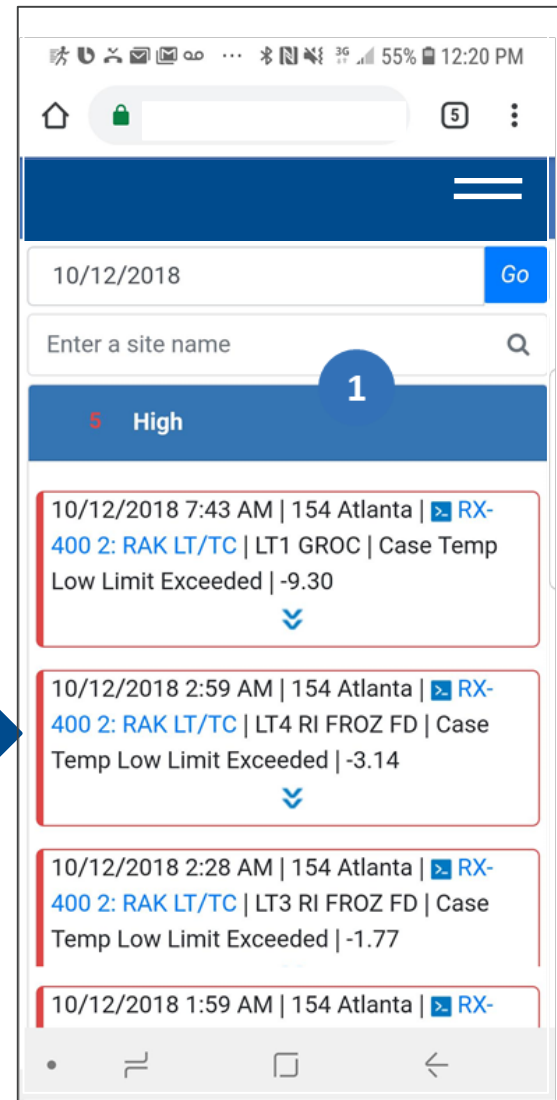 3G 55% 12:20 PM
5
10/12/2018 Go
Enter a site name
1
5 High
10/12/2018 7:43 AM | 154 Atlanta | RX-
400 2: RAK LT/TC | LT1 GROC | Case Temp
Low Limit Exceeded | -9.30
10/12/2018 2:59 AM | 154 Atlanta | RX-
400 2: RAK LT/TC | LT4 RI FROZ FD | Case
Temp Low Limit Exceeded | -3.14
10/12/2018 2:28 AM | 154 Atlanta | RX-
400 2: RAK LT/TC | LT3 RI FROZ FD | Case
Temp Low Limit Exceeded | -1.77
10/12/2018 1:59 AM | 154 Atlanta | RX-